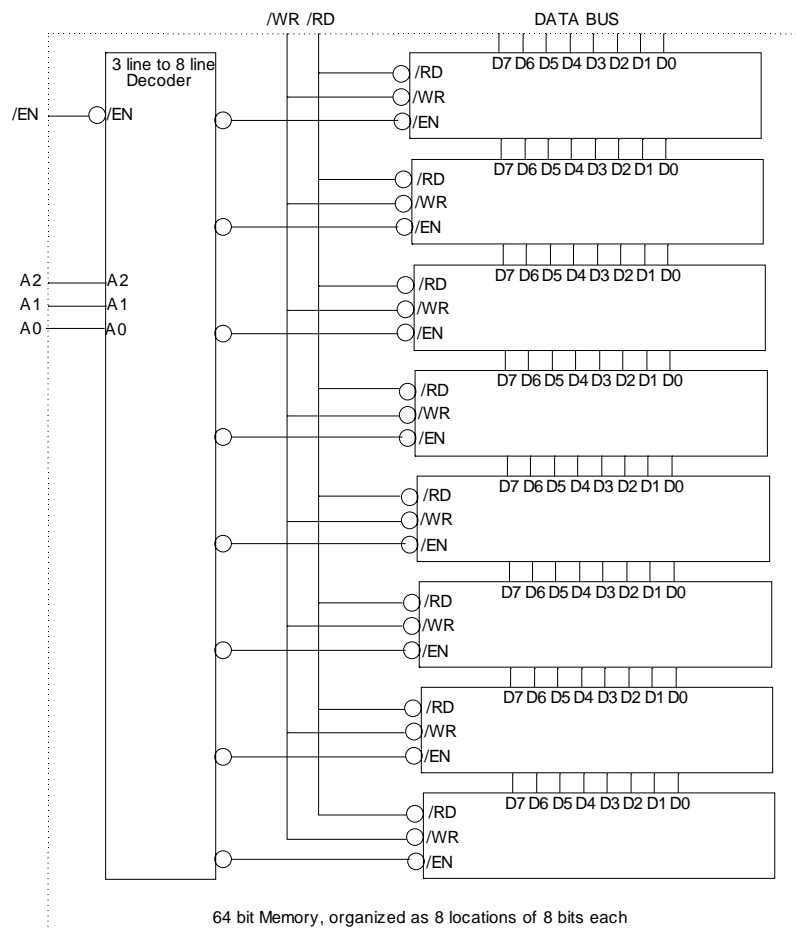 /WR /RD
DATA BUS
3 line to 8 line
Decoder
/EN
/EN
A2
A2
A1
A1
A0
A0
D7 D6 D5 D4 D3 D2 D1 D0
/RD
/WR
/EN
D7 D6 D5 D4 D3 D2 D1 D0
/RD
/WR
/EN
D7 D6 D5 D4 D3 D2 D1 D0
/RD
/WR
/EN
D7 D6 D5 D4 D3 D2 D1 D0
/RD
/WR
/EN
D7 D6 D5 D4 D3 D2 D1 D0
/RD
/WR
/EN
D7 D6 D5 D4 D3 D2 D1 D0
/RD
/WR
/EN
D7 D6 D5 D4 D3 D2 D1 D0
/RD
/WR
/EN
D7 D6 D5 D4 D3 D2 D1 D0
/RD
/WR
/EN
64 bit Memory, organized as 8 locations of 8 bits each